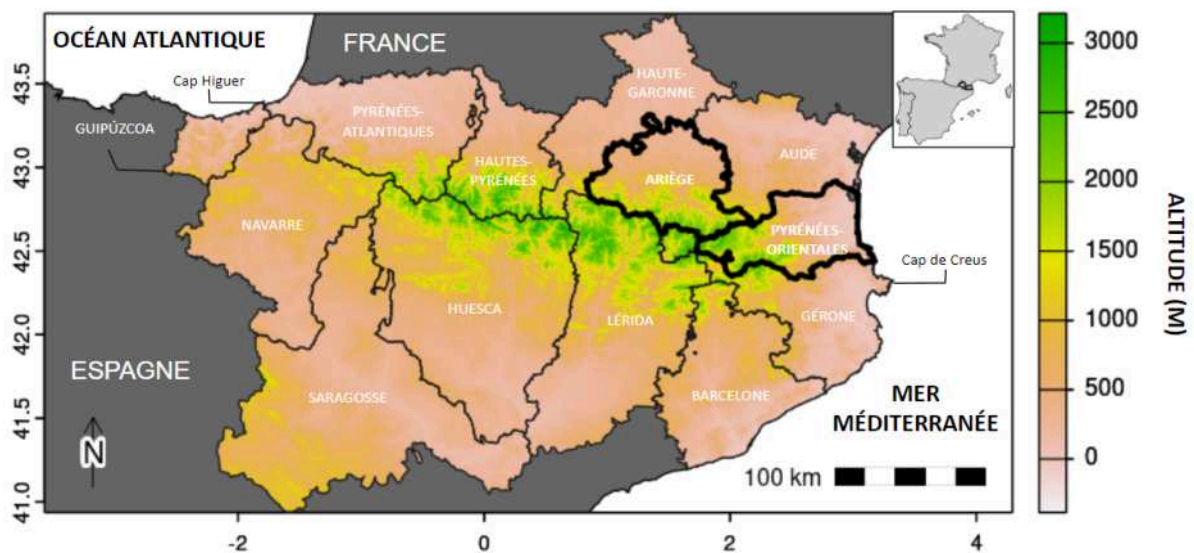 OCÉAN ATLANTIQUE
FRANCE
Cap Higuer
HAUTE-
GARONNE
GUIPÚZCOA
PYRÉNÉES-
ATLANTIQUES
AUDE
HAUTES-
PYRÉNÉES
ARIÈGE
NAVARRE
PYRÉNÉES-
ORIENTALES
Cap de Creus
HUESCA
LÉRIDA
GÉRONE
ESPAGNE
SARAGOSSE
BARCELONE
MER
MÉDITERRANÉE
N
100 km
43.5
43.0
42.5
42.0
41.5
41.0
-2
0
2
4
3000
2500
2000
1500
1000
500
0
ALTITUDE (M)